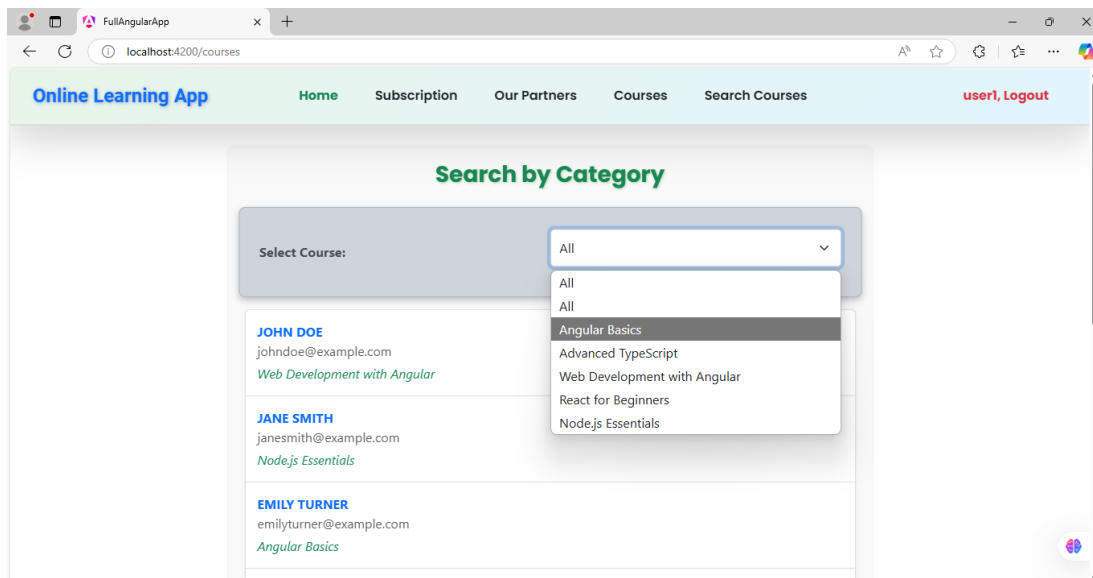 FullAngularApp
localhost:4200/courses
Online Learning App
Home Subscription Our Partners Courses Search Courses
user1, Logout
Search by Category
Select Course:
All
All
All
Angular Basics
Advanced TypeScript
Web Development with Angular
React for Beginners
Node.js Essentials
JOHN DOE
johndoe@example.com
Web Development with Angular
JANE SMITH
janesmith@example.com
Node.js Essentials
EMILY TURNER
emilyturner@example.com
Angular Basics